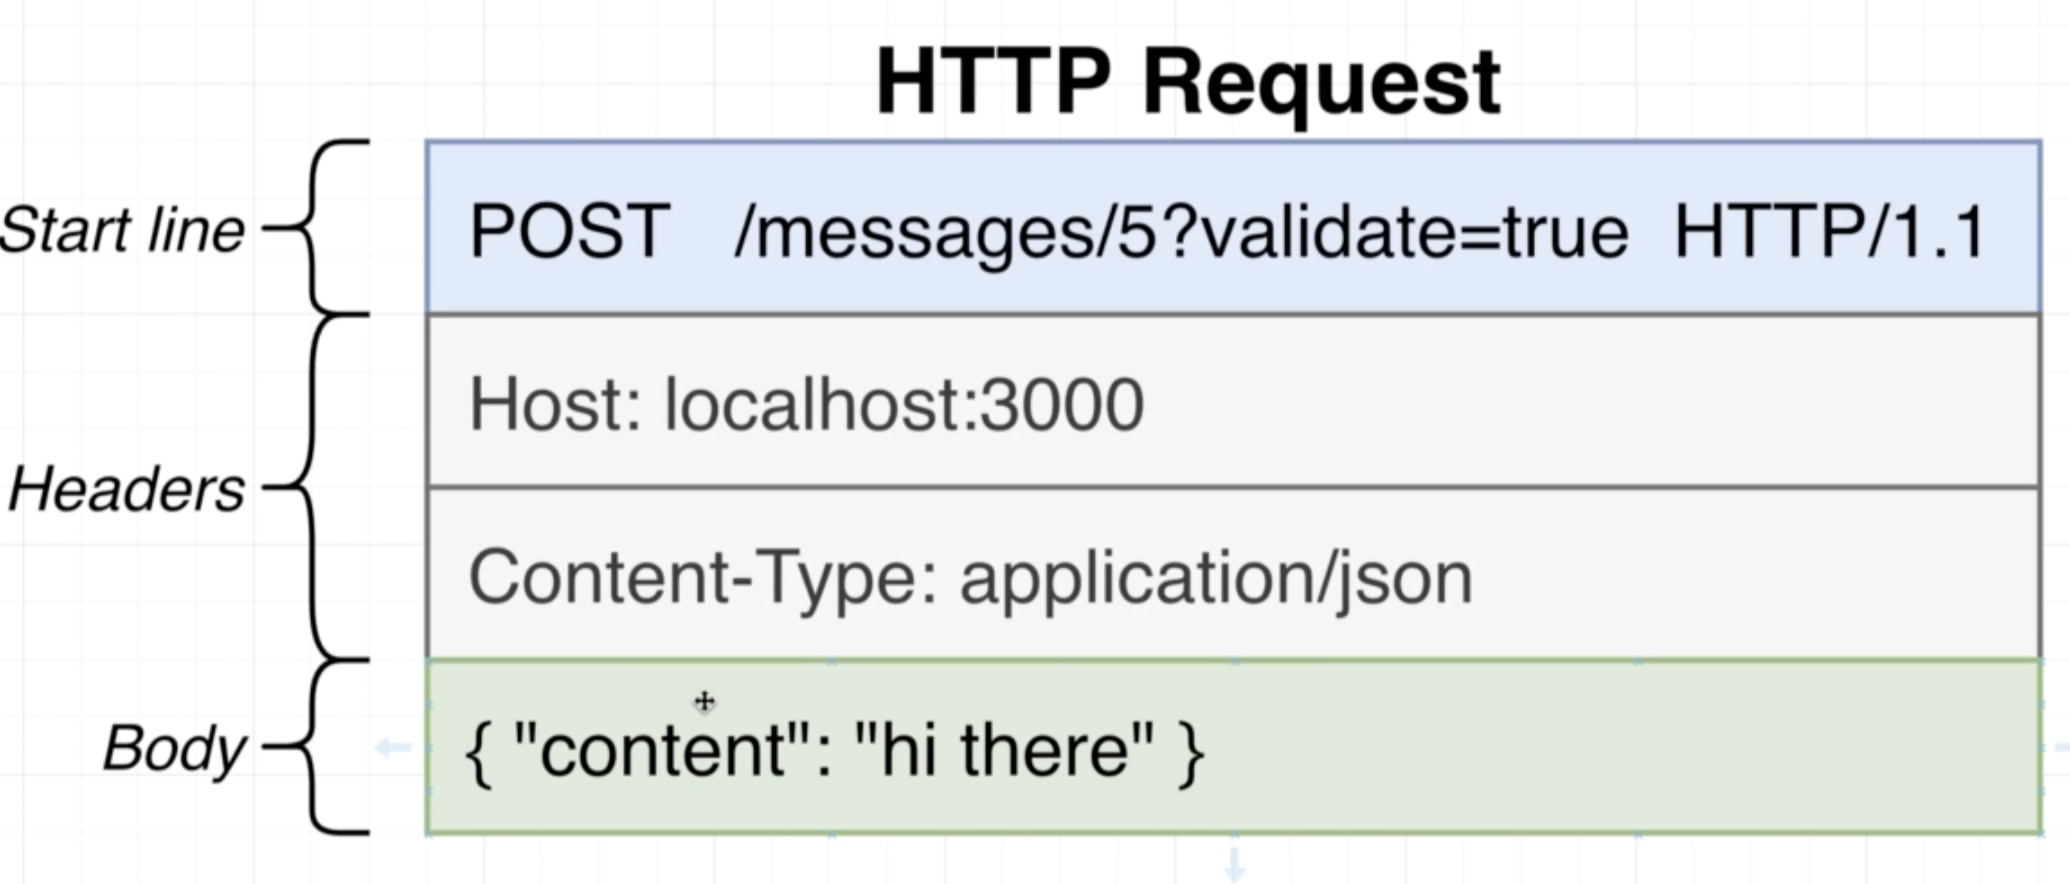 HTTP Request
Start line
POST /messages/5?validate=true HTTP/1.1
Headers
Host: localhost:3000
Content-Type: application/json
Body
{ "content": "hi there" }